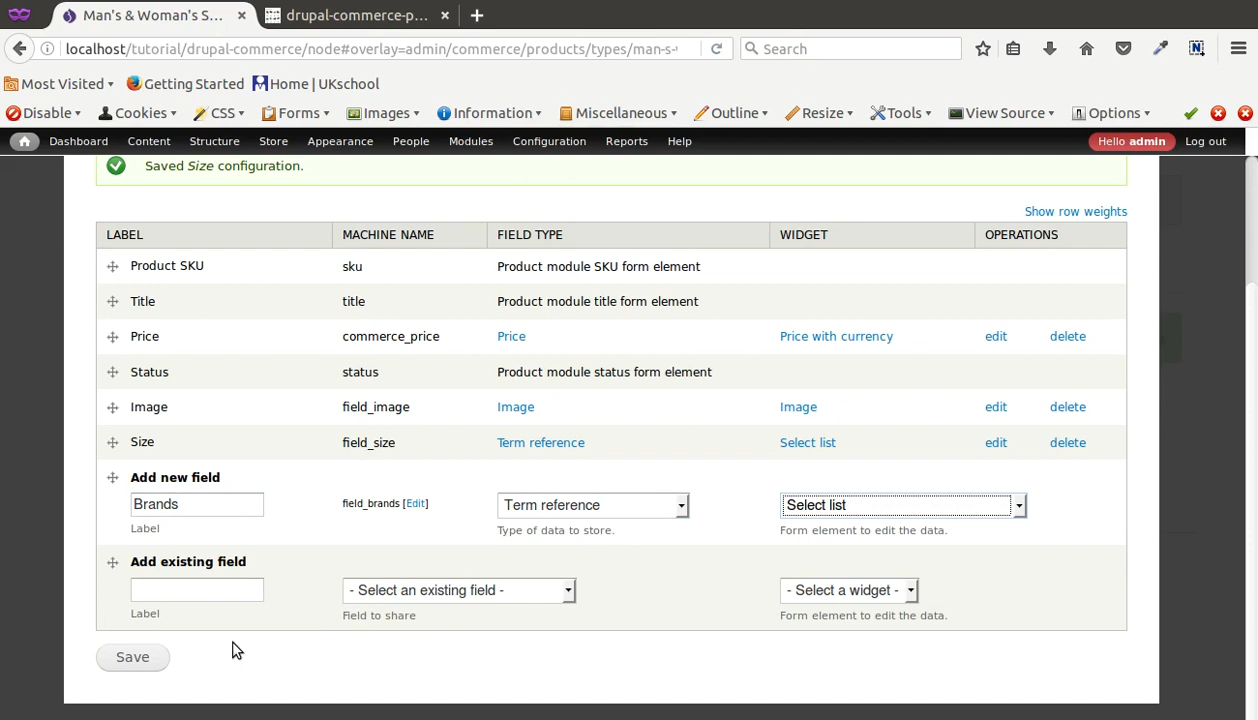 Man's & Woman's S...
drupal-commerce-p...
localhost/tutorial/drupal-commerce/node#overlay=admin/commerce/products/types/man-s-
Search
Most Visited
Getting Started
Home | UKschool
Disable
Cookies
CSS
Forms
Images
Information
Miscellaneous
Outline
Resize
Tools
View Source
Options
Dashboard
Content
Structure
Store
Appearance
People
Modules
Configuration
Reports
Help
Hello admin
Log out
Saved Size configuration.
Show row weights
LABEL MACHINE NAME FIELD TYPE WIDGET OPERATIONS
Product SKU sku Product module SKU form element
Title title Product module title form element
Price commerce_price Price Price with currency edit delete
Status status Product module status form element
Image field_image Image Image edit delete
Size field_size Term reference Select list edit delete
Add new field
Brands field_brands [Edit] Term reference Select list
Label Type of data to store. Form element to edit the data.
Add existing field
- Select an existing field - - Select a widget -
Label Field to share Form element to edit the data.
Save